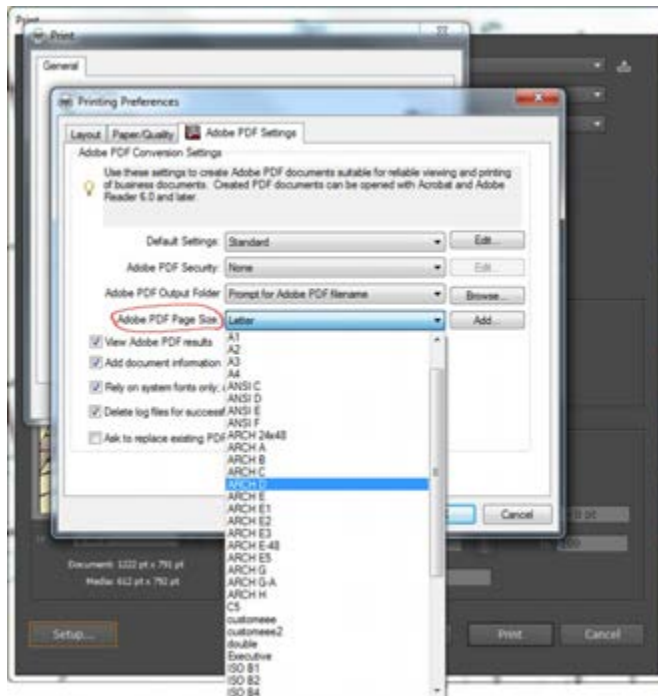 Print
Print
General
Printing Preferences
Layout Paper/Quality Adobe PDF Settings
Adobe PDF Conversion Settings
Use these settings to create Adobe PDF documents suitable for reliable viewing and printing
of business documents. Created PDF documents can be opened with Acrobat and Adobe
Reader 6.0 and later.
Default Settings: Standard Edit...
Adobe PDF Security: None Edit...
Adobe PDF Output Folder: Prompt for Adobe PDF filename Browse...
Adobe PDF Page Size: Letter Add...
View Adobe PDF results
Add document information
Rely on system fonts only;
Delete log files for successf
Ask to replace existing PDF
A1
A2
A3
A4
ANSI C
ANSI D
ANSI E
ANSI F
ARCH 24x48
ARCH A
ARCH B
ARCH C
ARCH D
ARCH E
ARCH E1
ARCH E2
ARCH E3
ARCH E-48
ARCH E5
ARCH G
ARCH G-A
ARCH H
C5
customeee
customeee2
double
Executive
ISO B1
ISO B2
ISO B4
Cancel
Document: 1222 pt x 791 pt
Media: 612 pt x 792 pt
Setup... Print Cancel